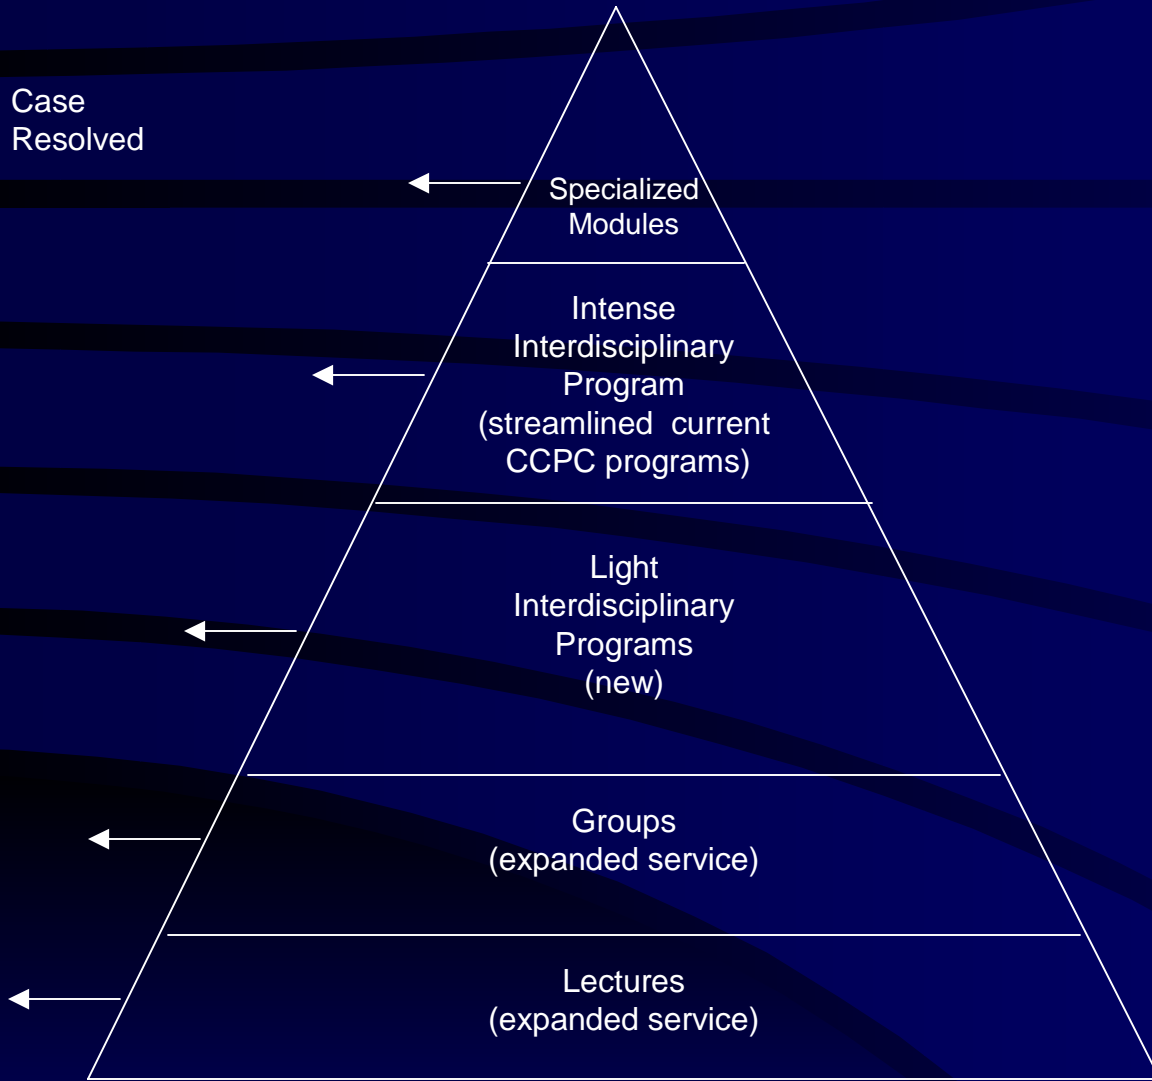 Case
Resolved
Specialized
Modules
Intense
Interdisciplinary
Program
(streamlined current
CCPC programs)
Light
Interdisciplinary
Programs
(new)
Groups
(expanded service)
Lectures
(expanded service)